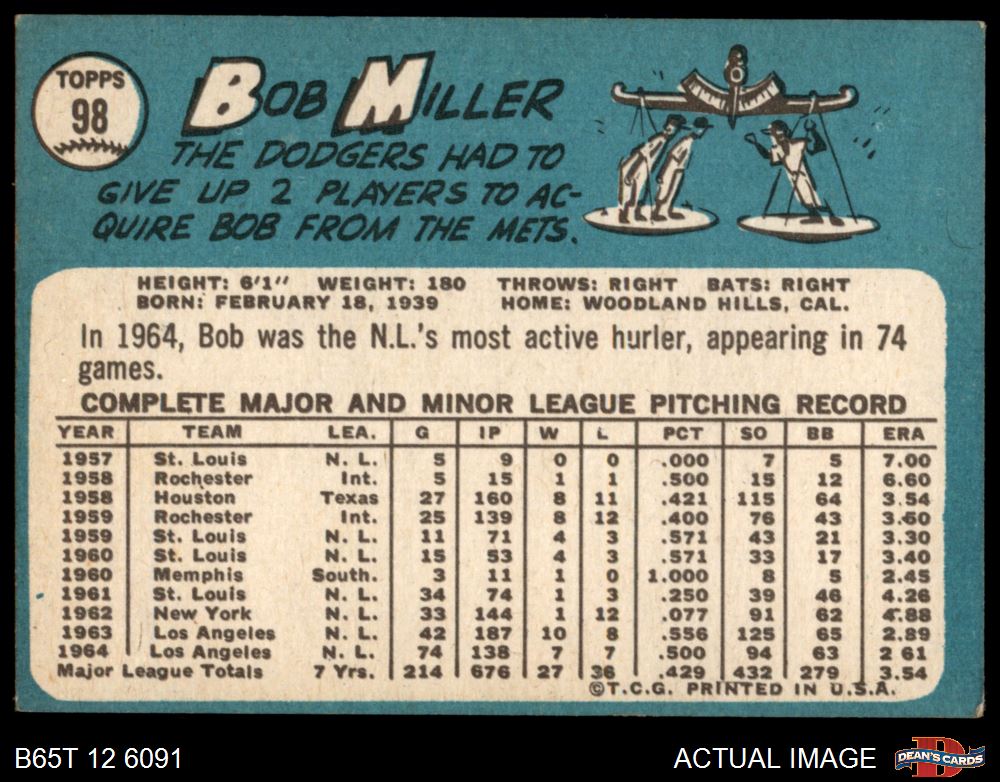 TOPPS
98
BOB MILLER
THE DODGERS HAD TO
GIVE UP 2 PLAYERS TO AC-
QUIRE BOB FROM THE METS.
HEIGHT: 6'1" WEIGHT: 180 THROWS: RIGHT BATS: RIGHT
BORN: FEBRUARY 18, 1939 HOME: WOODLAND HILLS, CAL.
In 1964, Bob was the N.L.'s most active hurler, appearing in 74
games.
COMPLETE MAJOR AND MINOR LEAGUE PITCHING RECORD
YEAR TEAM LEA. G IP W L PCT SO BB ERA
1957 St. Louis N. L. 5 9 0 0 .000 7 5 7.00
1958 Rochester Int. 5 15 1 1 .500 15 12 6.60
1958 Houston Texas 27 160 8 11 .421 115 64 3.54
1959 Rochester Int. 25 139 8 12 .400 76 43 3.50
1959 St. Louis N. L. 11 71 4 3 .571 43 21 3.30
1960 St. Louis N. L. 15 53 4 3 .571 33 17 3.40
1960 Memphis South. 3 11 1 0 1.000 8 5 2.45
1961 St. Louis N. L. 34 74 1 3 .250 39 46 4.26
1962 New York N. L. 33 144 1 12 .077 91 62 4.88
1963 Los Angeles N. L. 42 187 10 8 .556 125 65 2.89
1964 Los Angeles N. L. 74 138 7 7 .500 94 63 2 61
Major League Totals 7 Yrs. 214 676 27 36 .429 432 279 3.54
©T.C.G. PRINTED IN U.S.A.
B65T 12 6091
ACTUAL IMAGE
DEAN'S CARDS